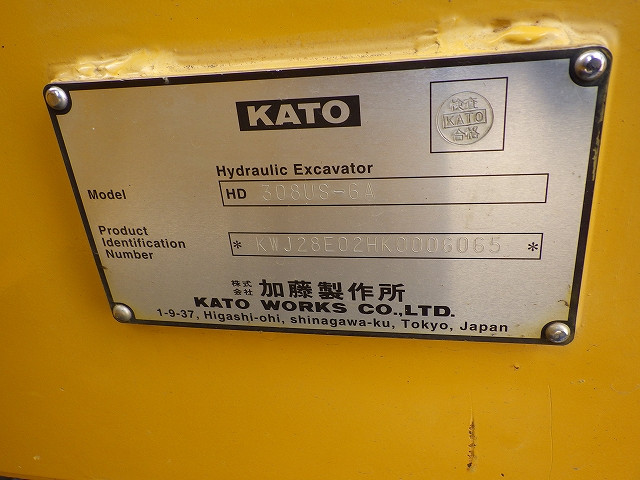 KATO
検査
KATO
合格
Hydraulic Excavator
Model HD 308US-6A
Product
Identification
Number
* KWJ28E02HK0006065 *
株式会社 加藤製作所
KATO WORKS CO.,LTD.
1-9-37, Higashi-ohi, shinagawa-ku, Tokyo, Japan